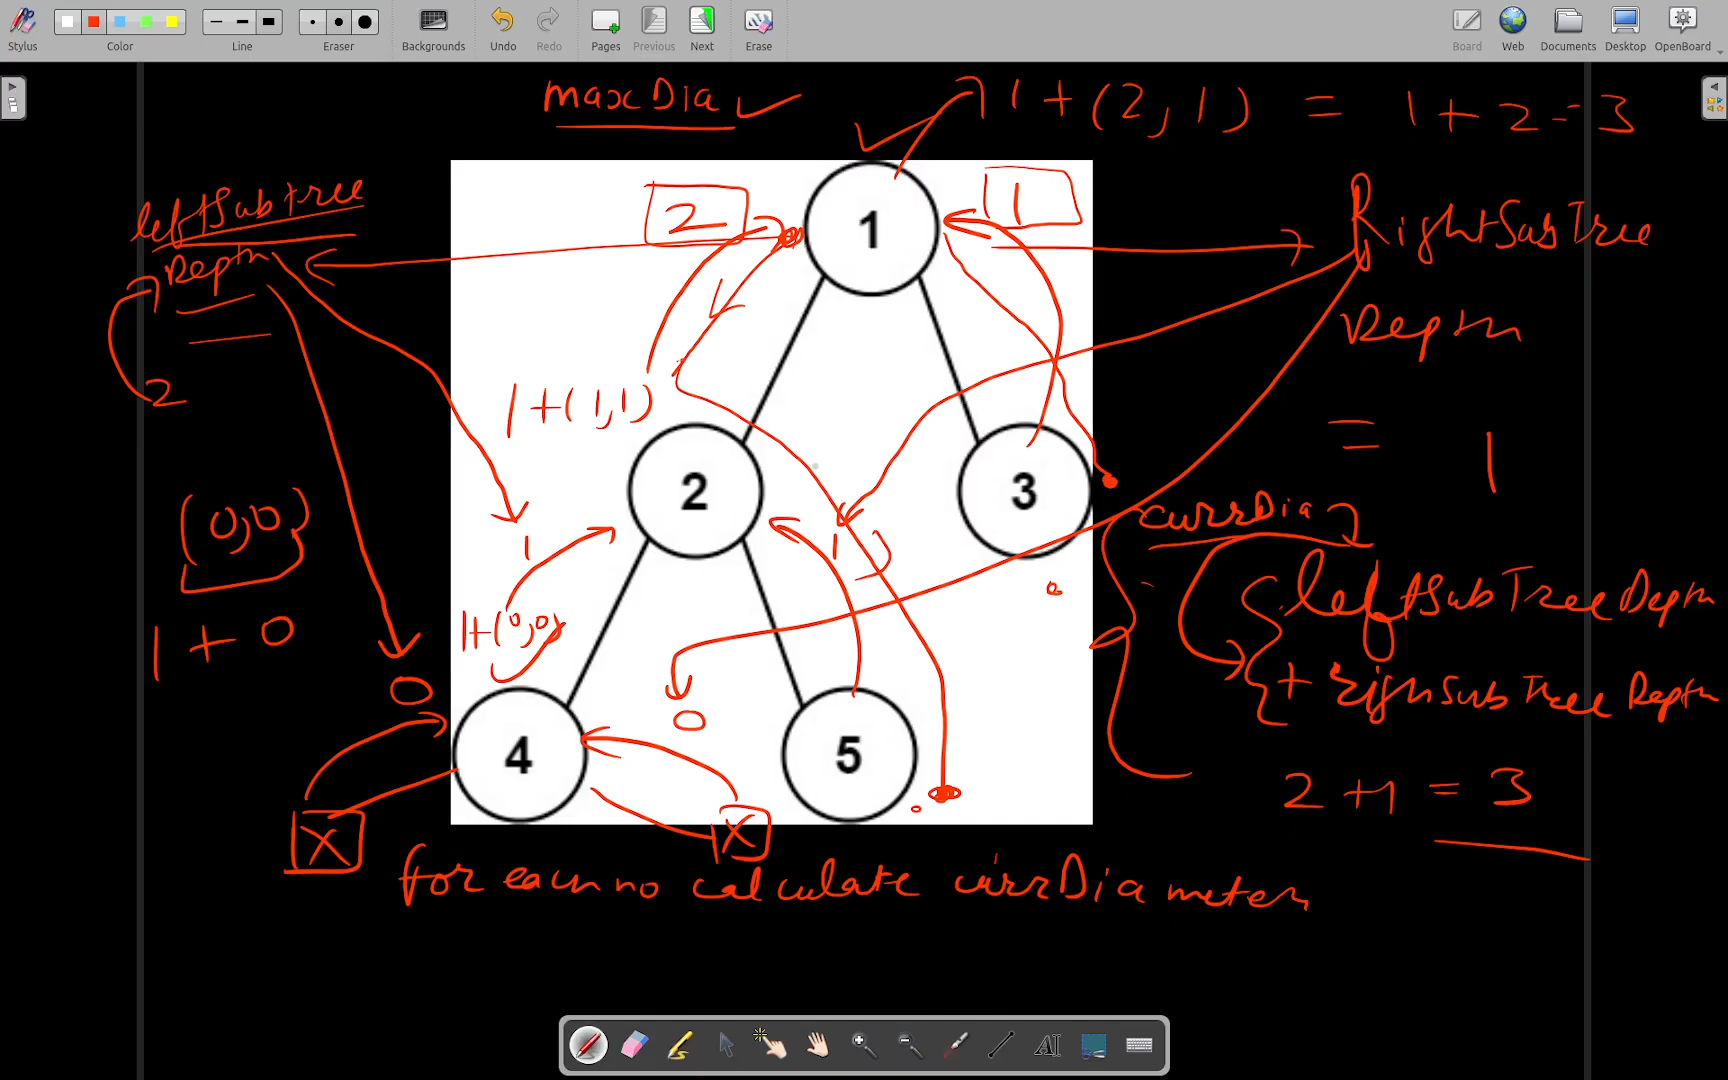 Stylus Color Line Eraser Backgrounds Undo Redo Pages Previous Next Erase Board Web Documents Desktop OpenBoard
maxDia
1 + (2, 1) = 1 + 2 = 3
leftSubtree
Depth
2
2
1
1
RightSubTree
Depth
= 1
1 + (1, 1)
2
3
(0,0)
1 + 0
1
1
1+(0,0)
0
0
4
5
X
X
currDia
leftSubTreeDepth
+ righSubTreeDepth
2 + 1 = 3
for each no calculate currDiameter